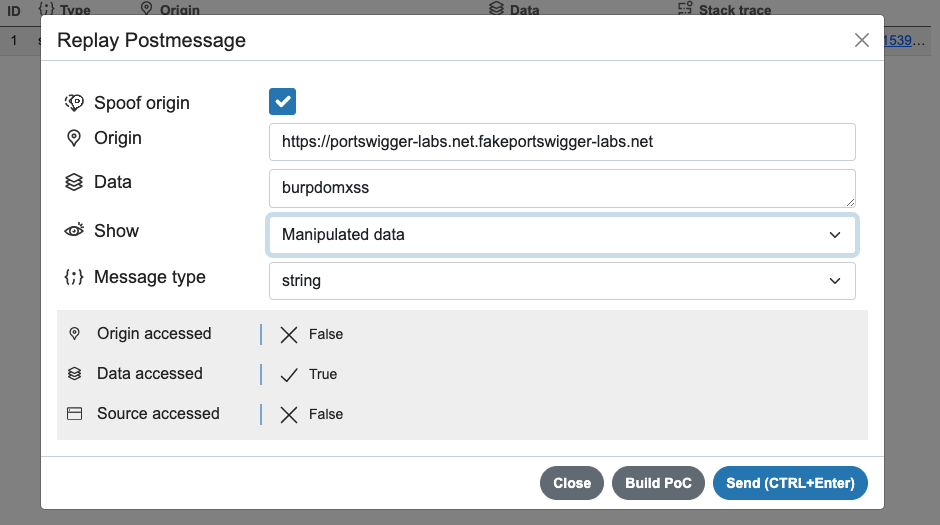 ID Type Origin Data Stack trace
1 1539...
Replay Postmessage
Spoof origin
Origin https://portswigger-labs.net.fakeportswigger-labs.net
Data burpdomxss
Show Manipulated data
Message type string
Origin accessed False
Data accessed True
Source accessed False
Close Build PoC Send (CTRL+Enter)